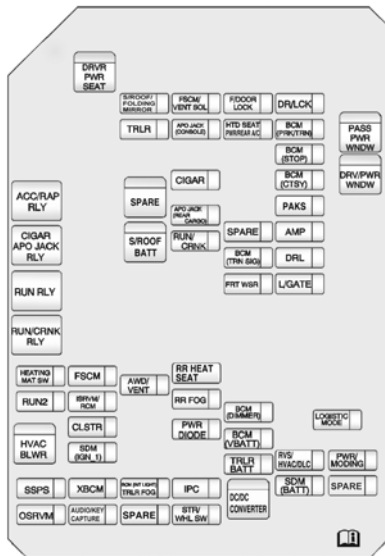 DRV/R
PWR
SEAT
S/ROOF/
FOLDING
MIRROR
FSCM/
VENT SOL
F/DOOR
LOCK
DR/LCK
TRLR
APO JACK
(CONSOLE)
HTD SEAT
PWR/REAR A/C
BCM
(PRK/TRN)
PASS
PWR
WNDW
BCM
(STOP)
DRV/PWR
WNDW
CIGAR
BCM
(CTSY)
ACC/RAP
RLY
SPARE
APO JACK
(REAR
CARGO)
PAKS
CIGAR
APO JACK
RLY
S/ROOF
BATT
RUN/
CRNK
SPARE
AMP
BCM
(TRN SIG)
DRL
RUN RLY
FRT WSR
L/GATE
RUN/CRNK
RLY
HEATING
MAT SW
FSCM
AWD/
VENT
RR HEAT
SEAT
RUN2
ISRVM/
RCM
RR FOG
BCM
(DIMMER)
LOGISTIC
MODE
CLSTR
PWR
DIODE
BCM
(VBATT)
HVAC
BLWR
SDM
(IGN_1)
TRLR
BATT
RVS/
HVAC/DLC
PWR/
MODING
SSPS
XBCM
RCM (INT LIGHT)
TRLR FOG
IPC
DC/DC
CONVERTER
SDM
(BATT)
SPARE
OSRVM
AUDIO/KEY
CAPTURE
SPARE
STR/
WHL SW